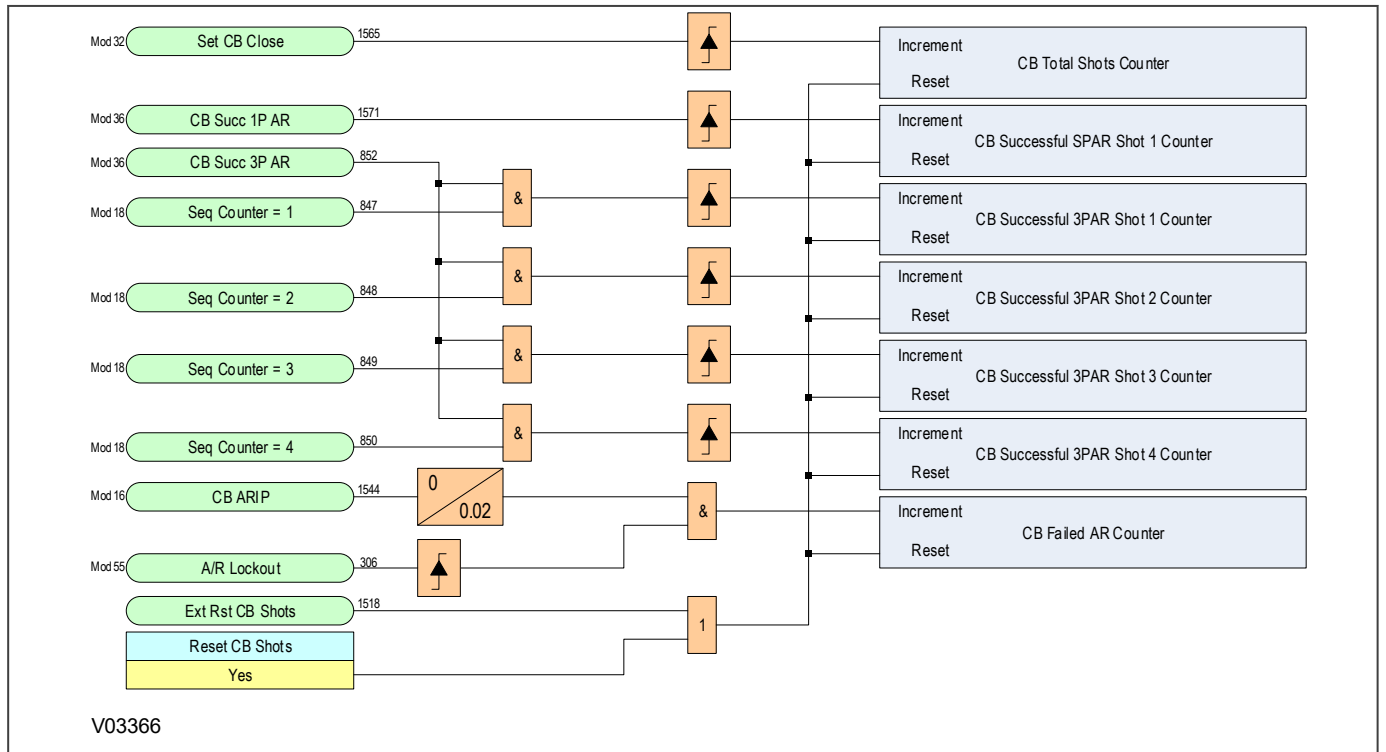 Mod 32 Set CB Close 1565
Increment
CB Total Shots Counter
Reset
Mod 36 CB Succ 1P AR 1571
Increment
CB Successful SPAR Shot 1 Counter
Reset
Mod 36 CB Succ 3P AR 852
Mod 18 Seq Counter = 1 847
&
Increment
CB Successful 3PAR Shot 1 Counter
Reset
Mod 18 Seq Counter = 2 848
&
Increment
CB Successful 3PAR Shot 2 Counter
Reset
Mod 18 Seq Counter = 3 849
&
Increment
CB Successful 3PAR Shot 3 Counter
Reset
Mod 18 Seq Counter = 4 850
&
Increment
CB Successful 3PAR Shot 4 Counter
Reset
Mod 16 CB ARIP 1544
0
0.02
&
Increment
CB Failed AR Counter
Reset
Mod 55 A/R Lockout 306
Ext Rst CB Shots 1518
1
Reset CB Shots
Yes
V03366